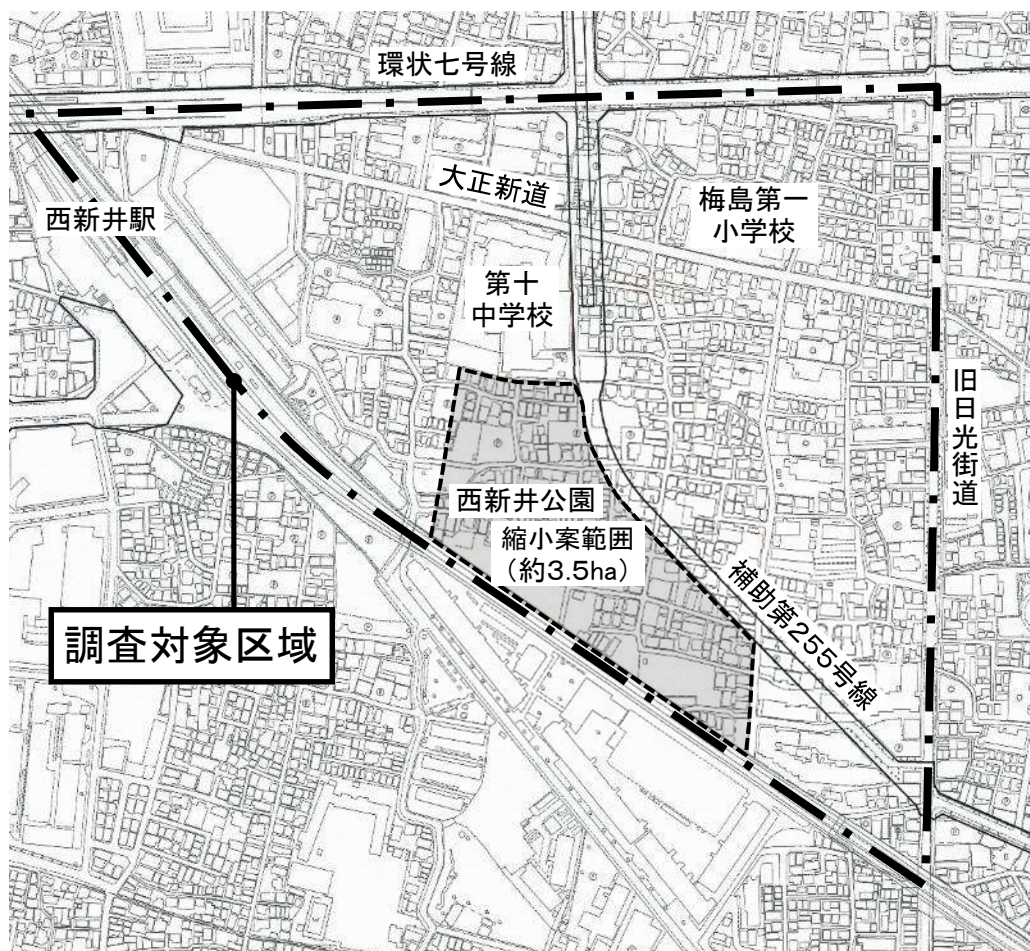 環状七号線
大正新道
梅島第一
小学校
西新井駅
第十
中学校
旧日光街道
西新井公園
縮小案範囲
（約3.5ha）
補助第255号線
調査対象区域